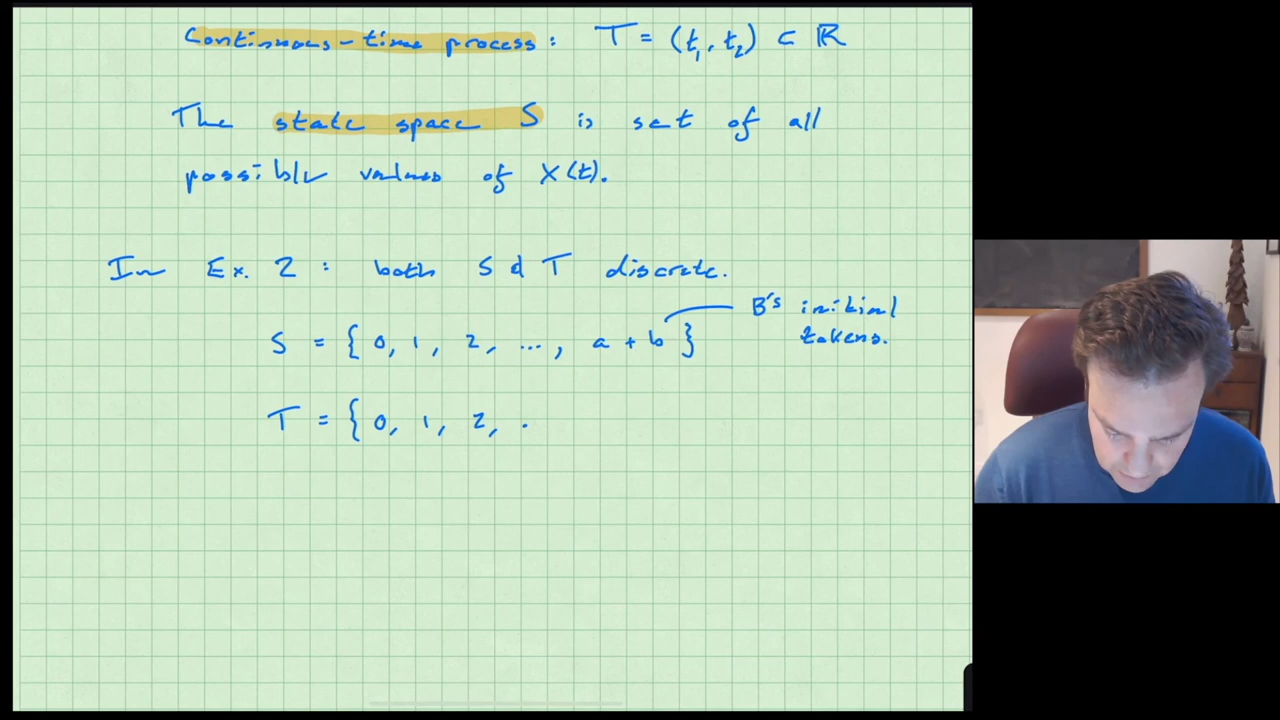 Continuous-time process: T = (t₁, t₂) ⊂ ℝ
The state space S is set of all
possible values of X(t).
In Ex. 2: both S & T discrete.
B's initial
tokens.
S = { 0, 1, 2, ..., a + b }
T = { 0, 1, 2, .